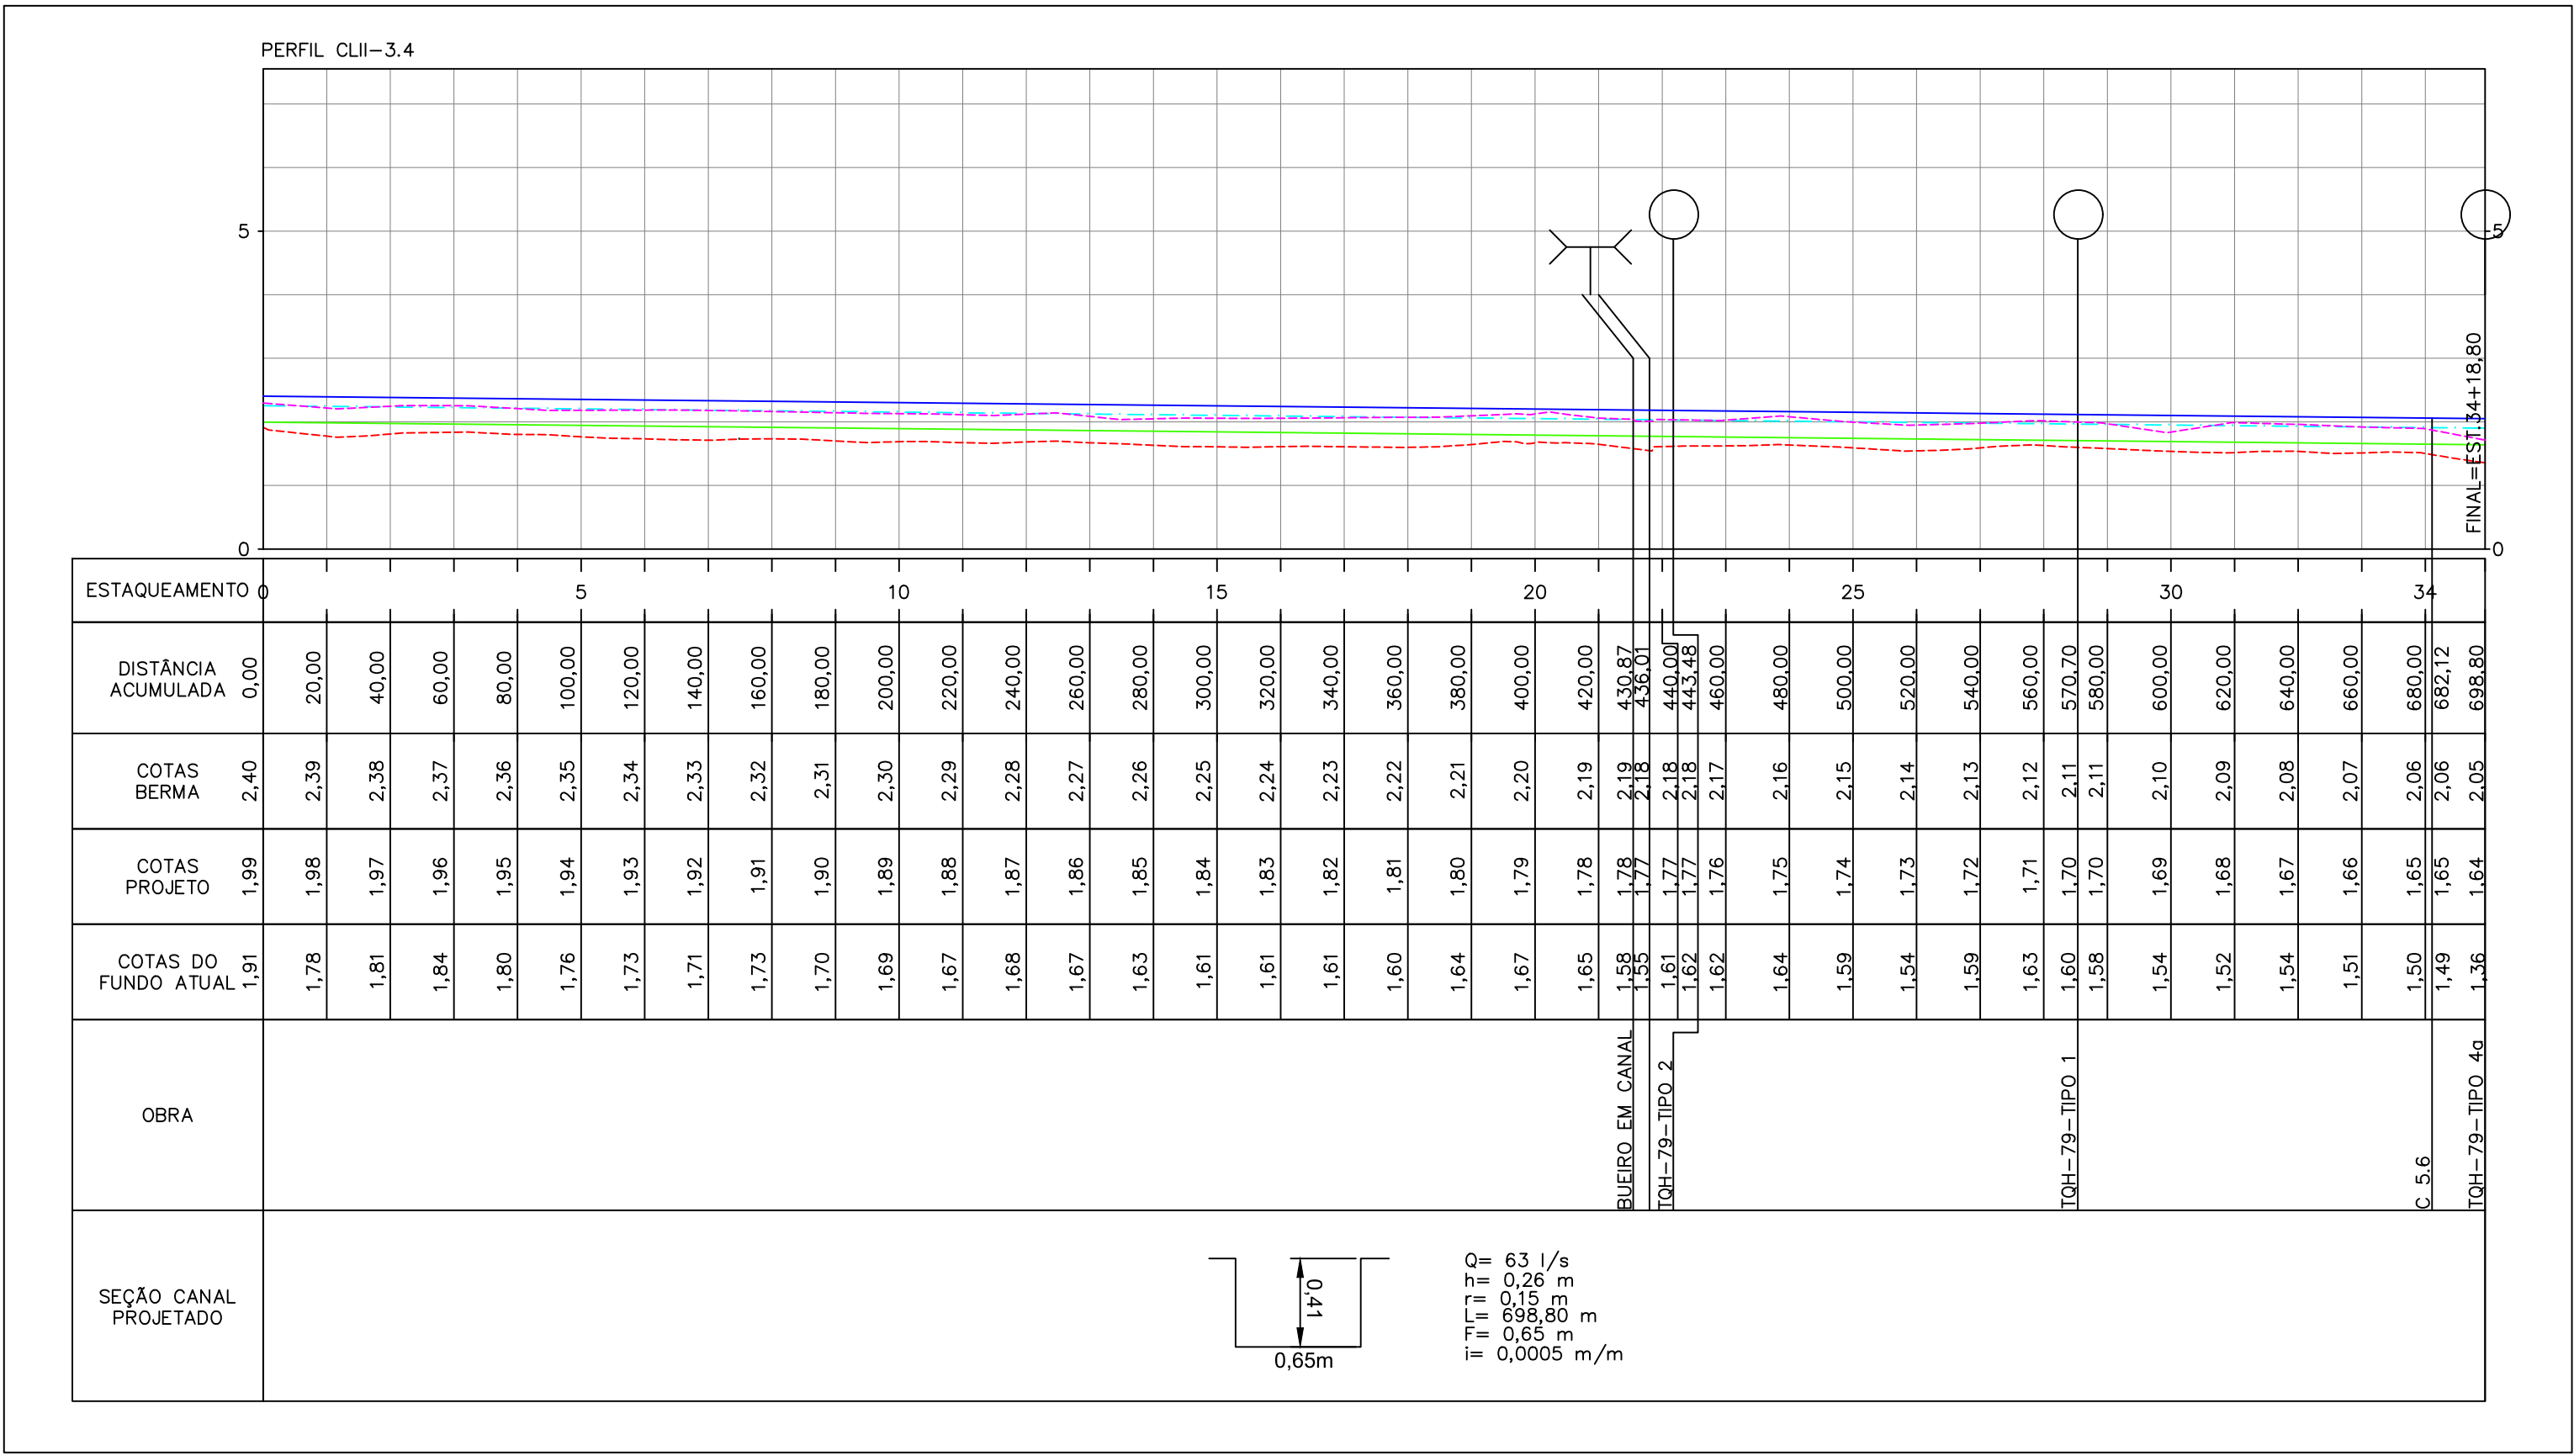 PERFIL CLII-3.4
5
5
0
0
FINAL=EST.34+18,80
ESTAQUEAMENTO 0 5 10 15 20 25 30 34
DISTÂNCIA
ACUMULADA
0,00 20,00 40,00 60,00 80,00 100,00 120,00 140,00 160,00 180,00 200,00 220,00 240,00 260,00 280,00 300,00 320,00 340,00 360,00 380,00 400,00 420,00 430,87 436,01 440,00 443,48 460,00 480,00 500,00 520,00 540,00 560,00 570,70 580,00 600,00 620,00 640,00 660,00 680,00 682,12 698,80
COTAS
BERMA
2,40 2,39 2,38 2,37 2,36 2,35 2,34 2,33 2,32 2,31 2,30 2,29 2,28 2,27 2,26 2,25 2,24 2,23 2,22 2,21 2,20 2,19 2,19 2,18 2,18 2,18 2,17 2,16 2,15 2,14 2,13 2,12 2,11 2,11 2,10 2,09 2,08 2,07 2,06 2,06 2,05
COTAS
PROJETO
1,99 1,98 1,97 1,96 1,95 1,94 1,93 1,92 1,91 1,90 1,89 1,88 1,87 1,86 1,85 1,84 1,83 1,82 1,81 1,80 1,79 1,78 1,78 1,77 1,77 1,77 1,76 1,75 1,74 1,73 1,72 1,71 1,70 1,70 1,69 1,68 1,67 1,66 1,65 1,65 1,64
COTAS DO
FUNDO ATUAL
1,91 1,78 1,81 1,84 1,80 1,76 1,73 1,71 1,73 1,70 1,69 1,67 1,68 1,67 1,63 1,61 1,61 1,61 1,60 1,64 1,67 1,65 1,58 1,55 1,61 1,62 1,62 1,64 1,59 1,54 1,59 1,63 1,60 1,58 1,54 1,52 1,54 1,51 1,50 1,49 1,36
OBRA
BUEIRO EM CANAL
TQH-79-TIPO 2
TQH-79-TIPO 1
C 5.6
TQH-79-TIPO 4a
SEÇÃO CANAL
PROJETADO
0,41
0,65m
Q= 63 l/s
h= 0,26 m
r= 0,15 m
L= 698,80 m
F= 0,65 m
i= 0,0005 m/m